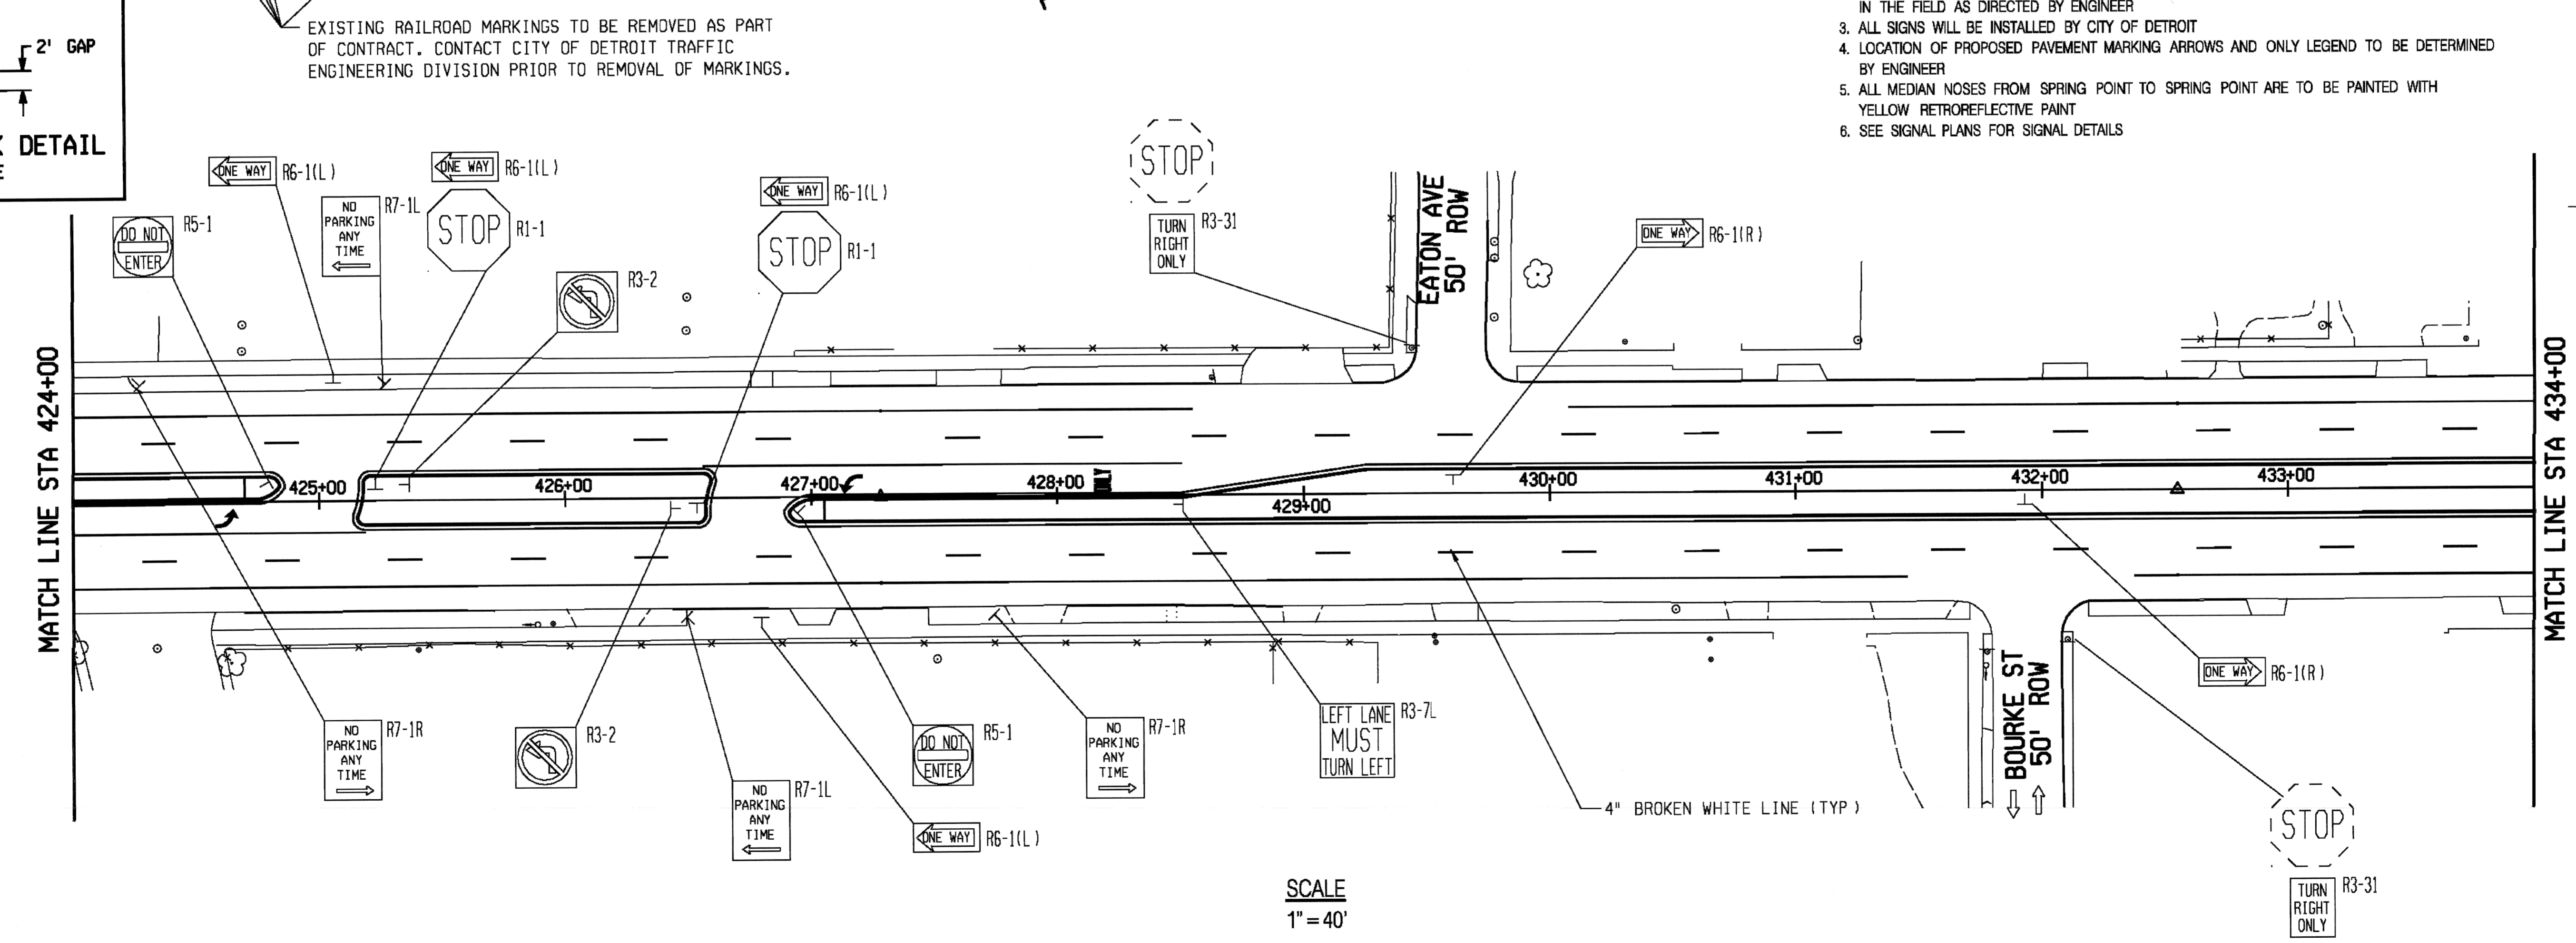 EXISTING RAILROAD MARKINGS TO BE REMOVED AS PART
OF CONTRACT. CONTACT CITY OF DETROIT TRAFFIC
ENGINEERING DIVISION PRIOR TO REMOVAL OF MARKINGS.
2' GAP
DETAIL
IN THE FIELD AS DIRECTED BY ENGINEER
3. ALL SIGNS WILL BE INSTALLED BY CITY OF DETROIT
4. LOCATION OF PROPOSED PAVEMENT MARKING ARROWS AND ONLY LEGEND TO BE DETERMINED
BY ENGINEER
5. ALL MEDIAN NOSES FROM SPRING POINT TO SPRING POINT ARE TO BE PAINTED WITH
YELLOW RETROREFLECTIVE PAINT
6. SEE SIGNAL PLANS FOR SIGNAL DETAILS
DO NOT
ENTER
R5-1
ONE WAY
R6-1(L)
NO
PARKING
ANY
TIME
R7-1L
ONE WAY
R6-1(L)
STOP
R1-1
R3-2
ONE WAY
R6-1(L)
STOP
R1-1
STOP
TURN
RIGHT
ONLY
R3-31
EATON AVE
50' ROW
ONE WAY
R6-1(R)
MATCH LINE STA 424+00
425+00
426+00
427+00
428+00
ONLY
429+00
430+00
431+00
432+00
433+00
MATCH LINE STA 434+00
NO
PARKING
ANY
TIME
R7-1R
R3-2
NO
PARKING
ANY
TIME
R7-1L
DO NOT
ENTER
R5-1
ONE WAY
R6-1(L)
NO
PARKING
ANY
TIME
R7-1R
LEFT LANE
MUST
TURN LEFT
R3-7L
4" BROKEN WHITE LINE (TYP)
BOURKE ST
50' ROW
ONE WAY
R6-1(R)
STOP
TURN
RIGHT
ONLY
R3-31
SCALE
1"=40'